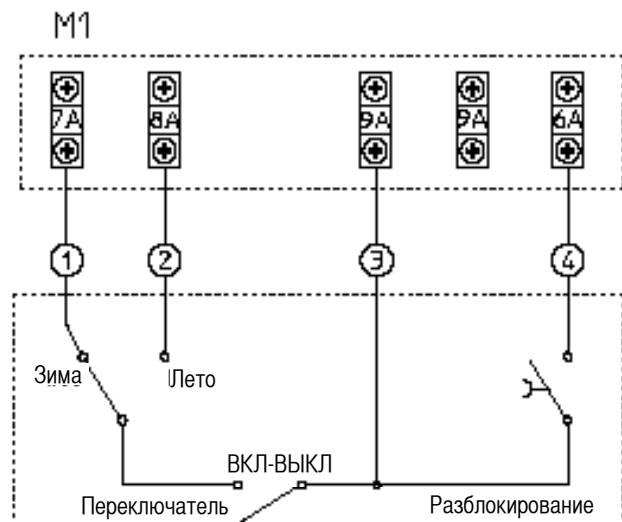 M1
7A 8A 9A 9A 6A
1 2 3 4
Зима Лето
ВКЛ-ВЫКЛ
Переключатель Разблокирование